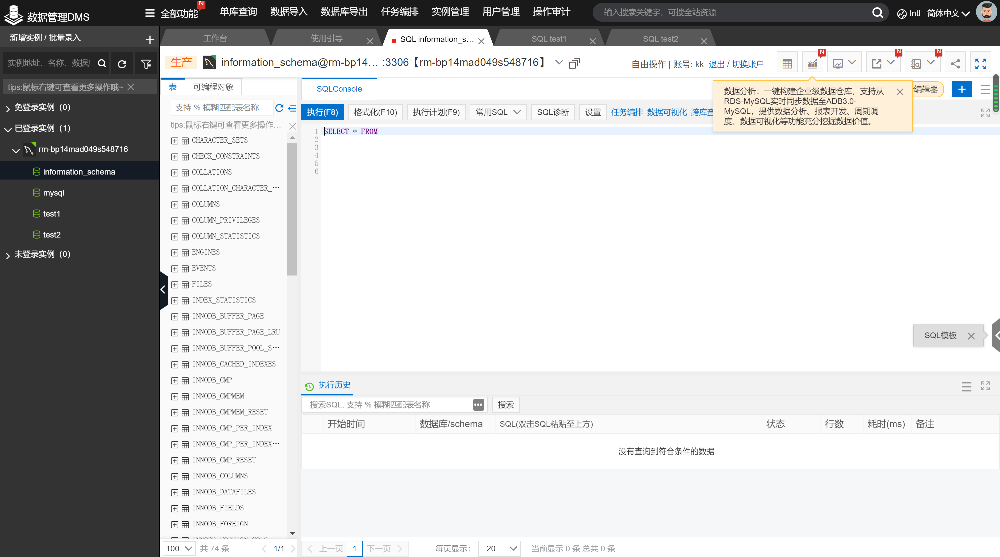 数据管理DMS
全部功能
N
单库查询
数据导入
数据库导出
任务编排
实例管理
用户管理
操作审计
输入搜索关键字，可搜全站资源
Intl - 简体中文
新增实例 / 批量录入
工作台
使用引导
SQL information_s...
SQL test1
SQL test2
实例地址、名称、数据
tips:鼠标右键可查看更多操作哦~
免登录实例（0）
已登录实例（1）
rm-bp14mad049s548716
information_schema
mysql
test1
test2
未登录实例（0）
生产
information_schema@rm-bp14... :3306【rm-bp14mad049s548716】
自由操作 | 账号: kk 退出 / 切换账户
N
N
N
表
可编程对象
支持 % 模糊匹配表名称
tips:鼠标右键可查看更多操作...
CHARACTER_SETS
CHECK_CONSTRAINTS
COLLATIONS
COLLATION_CHARACTER_...
COLUMNS
COLUMN_PRIVILEGES
COLUMN_STATISTICS
ENGINES
EVENTS
FILES
INDEX_STATISTICS
INNODB_BUFFER_PAGE
INNODB_BUFFER_PAGE_LRU
INNODB_BUFFER_POOL_S...
INNODB_CACHED_INDEXES
INNODB_CMP
INNODB_CMPMEM
INNODB_CMPMEM_RESET
INNODB_CMP_PER_INDEX
INNODB_CMP_PER_INDEX...
INNODB_CMP_RESET
INNODB_COLUMNS
INNODB_DATAFILES
INNODB_FIELDS
INNODB_FOREIGN
100
共 74 条
1/1
SQLConsole
编辑器
数据分析：一键构建企业级数据仓库，支持从
RDS-MySQL实时同步数据至ADB3.0-
MySQL，提供数据分析、报表开发、周期调
度、数据可视化等功能充分挖掘数据价值。
执行(F8)
格式化(F10)
执行计划(F9)
常用SQL
SQL诊断
设置
任务编排
数据可视化
跨库查
1 SELECT * FROM
2
3
4
5
6
SQL模板
执行历史
搜索SQL, 支持 % 模糊匹配表名称
搜索
开始时间
数据库/schema
SQL(双击SQL粘贴至上方)
状态
行数
耗时(ms)
备注
没有查询到符合条件的数据
上一页
1
下一页
每页显示：
20
当前显示 0 条 总共 0 条